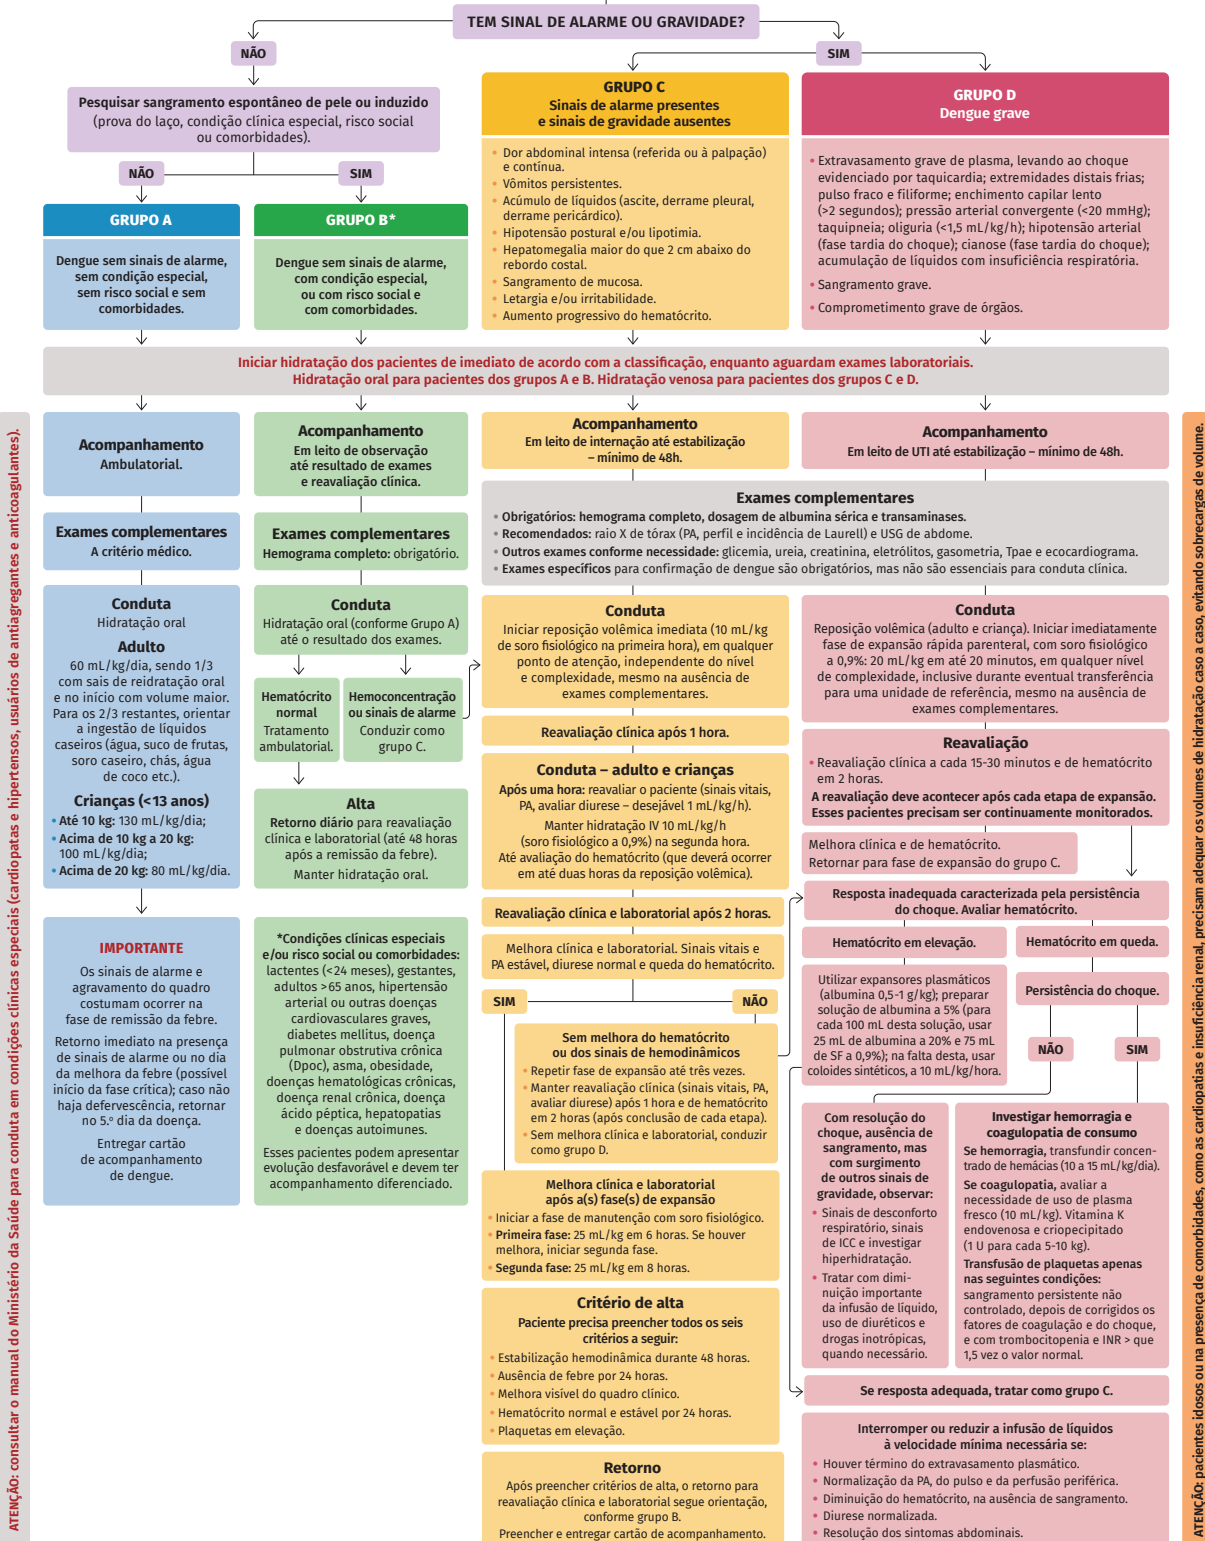 TEM SINAL DE ALARME OU GRAVIDADE?
NÃO
SIM
Pesquisar sangramento espontâneo de pele ou induzido
(prova do laço, condição clínica especial, risco social
ou comorbidades).
NÃO
SIM
GRUPO A
Dengue sem sinais de alarme,
sem condição especial,
sem risco social e sem
comorbidades.
GRUPO B*
Dengue sem sinais de alarme,
com condição especial,
ou com risco social e
com comorbidades.
GRUPO C
Sinais de alarme presentes
e sinais de gravidade ausentes
• Dor abdominal intensa (referida ou à palpação)
e contínua.
• Vômitos persistentes.
• Acúmulo de líquidos (ascite, derrame pleural,
derrame pericárdico).
• Hipotensão postural e/ou lipotimia.
• Hepatomegalia maior do que 2 cm abaixo do
rebordo costal.
• Sangramento de mucosa.
• Letargia e/ou irritabilidade.
• Aumento progressivo do hematócrito.
GRUPO D
Dengue grave
• Extravasamento grave de plasma, levando ao choque
evidenciado por taquicardia; extremidades distais frias;
pulso fraco e filiforme; enchimento capilar lento
(>2 segundos); pressão arterial convergente (<20 mmHg);
taquipneia; oliguria (<1,5 mL/kg/h); hipotensão arterial
(fase tardia do choque); cianose (fase tardia do choque);
acumulação de líquidos com insuficiência respiratória.
• Sangramento grave.
• Comprometimento grave de órgãos.
Iniciar hidratação dos pacientes de imediato de acordo com a classificação, enquanto aguardam exames laboratoriais.
Hidratação oral para pacientes dos grupos A e B. Hidratação venosa para pacientes dos grupos C e D.
ATENÇÃO: consultar o manual do Ministério da Saúde para conduta em condições clínicas especiais (cardiopatas e hipertensos, usuários de antiagregantes e anticoagulantes).
Acompanhamento
Ambulatorial.
Exames complementares
A critério médico.
Conduta
Hidratação oral
Adulto
60 mL/kg/dia, sendo 1/3
com sais de reidratação oral
e no início com volume maior.
Para os 2/3 restantes, orientar
a ingestão de líquidos
caseiros (água, suco de frutas,
soro caseiro, chás, água
de coco etc.).
Crianças (<13 anos)
• Até 10 kg: 130 mL/kg/dia;
• Acima de 10 kg a 20 kg:
100 mL/kg/dia;
• Acima de 20 kg: 80 mL/kg/dia.
IMPORTANTE
Os sinais de alarme e
agravamento do quadro
costumam ocorrer na
fase de remissão da febre.
Retorno imediato na presença
de sinais de alarme ou no dia
da melhora da febre (possível
início da fase crítica); caso não
haja defervescência, retornar
no 5.º dia da doença.
Entregar cartão
de acompanhamento
de dengue.
Acompanhamento
Em leito de observação
até resultado de exames
e reavaliação clínica.
Exames complementares
Hemograma completo: obrigatório.
Conduta
Hidratação oral (conforme Grupo A)
até o resultado dos exames.
Hematócrito
normal
Tratamento
ambulatorial.
Hemoconcentração
ou sinais de alarme
Conduzir como
grupo C.
Alta
Retorno diário para reavaliação
clínica e laboratorial (até 48 horas
após a remissão da febre).
Manter hidratação oral.
*Condições clínicas especiais
e/ou risco social ou comorbidades:
lactentes (<24 meses), gestantes,
adultos >65 anos, hipertensão
arterial ou outras doenças
cardiovasculares graves,
diabetes mellitus, doença
pulmonar obstrutiva crônica
(Dpoc), asma, obesidade,
doenças hematológicas crônicas,
doença renal crônica, doença
ácido péptica, hepatopatias
e doenças autoimunes.
Esses pacientes podem apresentar
evolução desfavorável e devem ter
acompanhamento diferenciado.
Acompanhamento
Em leito de internação até estabilização
– mínimo de 48h.
Acompanhamento
Em leito de UTI até estabilização – mínimo de 48h.
Exames complementares
• Obrigatórios: hemograma completo, dosagem de albumina sérica e transaminases.
• Recomendados: raio X de tórax (PA, perfil e incidência de Laurell) e USG de abdome.
• Outros exames conforme necessidade: glicemia, ureia, creatinina, eletrólitos, gasometria, Tpae e ecocardiograma.
• Exames específicos para confirmação de dengue são obrigatórios, mas não são essenciais para conduta clínica.
Conduta
Iniciar reposição volêmica imediata (10 mL/kg
de soro fisiológico na primeira hora), em qualquer
ponto de atenção, independente do nível
e complexidade, mesmo na ausência de
exames complementares.
Reavaliação clínica após 1 hora.
Conduta – adulto e crianças
Após uma hora: reavaliar o paciente (sinais vitais,
PA, avaliar diurese – desejável 1 mL/kg/h).
Manter hidratação IV 10 mL/kg/h
(soro fisiológico a 0,9%) na segunda hora.
Até avaliação do hematócrito (que deverá ocorrer
em até duas horas da reposição volêmica).
Reavaliação clínica e laboratorial após 2 horas.
Melhora clínica e laboratorial. Sinais vitais e
PA estável, diurese normal e queda do hematócrito.
SIM
NÃO
Sem melhora do hematócrito
ou dos sinais de hemodinâmicos
• Repetir fase de expansão até três vezes.
• Manter reavaliação clínica (sinais vitais, PA,
avaliar diurese) após 1 hora e de hematócrito
em 2 horas (após conclusão de cada etapa).
• Sem melhora clínica e laboratorial, conduzir
como grupo D.
Melhora clínica e laboratorial
após a(s) fase(s) de expansão
• Iniciar a fase de manutenção com soro fisiológico.
• Primeira fase: 25 mL/kg em 6 horas. Se houver
melhora, iniciar segunda fase.
• Segunda fase: 25 mL/kg em 8 horas.
Critério de alta
Paciente precisa preencher todos os seis
critérios a seguir:
• Estabilização hemodinâmica durante 48 horas.
• Ausência de febre por 24 horas.
• Melhora visível do quadro clínico.
• Hematócrito normal e estável por 24 horas.
• Plaquetas em elevação.
Retorno
Após preencher critérios de alta, o retorno para
reavaliação clínica e laboratorial segue orientação,
conforme grupo B.
Preencher e entregar cartão de acompanhamento.
Conduta
Reposição volêmica (adulto e criança). Iniciar imediatamente
fase de expansão rápida parenteral, com soro fisiológico
a 0,9%: 20 mL/kg em até 20 minutos, em qualquer nível
de complexidade, inclusive durante eventual transferência
para uma unidade de referência, mesmo na ausência de
exames complementares.
Reavaliação
• Reavaliação clínica a cada 15-30 minutos e de hematócrito
em 2 horas.
A reavaliação deve acontecer após cada etapa de expansão.
Esses pacientes precisam ser continuamente monitorados.
Melhora clínica e de hematócrito.
Retornar para fase de expansão do grupo C.
Resposta inadequada caracterizada pela persistência
do choque. Avaliar hematócrito.
Hematócrito em elevação.
Utilizar expansores plasmáticos
(albumina 0,5-1 g/kg); preparar
solução de albumina a 5% (para
cada 100 mL desta solução, usar
25 mL de albumina a 20% e 75 mL
de SF a 0,9%); na falta desta, usar
coloides sintéticos, a 10 mL/kg/hora.
Hematócrito em queda.
Persistência do choque.
NÃO
SIM
Com resolução do
choque, ausência de
sangramento, mas
com surgimento
de outros sinais de
gravidade, observar:
• Sinais de desconforto
respiratório, sinais
de ICC e investigar
hiperhidratação.
• Tratar com dimi-
nuição importante
da infusão de líquido,
uso de diuréticos e
drogas inotrópicas,
quando necessário.
Investigar hemorragia e
coagulopatia de consumo
Se hemorragia, transfundir concen-
trado de hemácias (10 a 15 mL/kg/dia).
Se coagulopatia, avaliar a
necessidade de uso de plasma
fresco (10 mL/kg). Vitamina K
endovenosa e criopecipitado
(1 U para cada 5-10 kg).
Transfusão de plaquetas apenas
nas seguintes condições:
sangramento persistente não
controlado, depois de corrigidos os
fatores de coagulação e do choque,
e com trombocitopenia e INR > que
1,5 vez o valor normal.
Se resposta adequada, tratar como grupo C.
Interromper ou reduzir a infusão de líquidos
à velocidade mínima necessária se:
• Houver término do extravasamento plasmático.
• Normalização da PA, do pulso e da perfusão periférica.
• Diminuição do hematócrito, na ausência de sangramento.
• Diurese normalizada.
• Resolução dos sintomas abdominais.
ATENÇÃO: pacientes idosos ou na presença de comorbidades, como as cardiopatias e insuficiência renal, precisam adequar os volumes de hidratação caso a caso, evitando sobrecargas de volume.